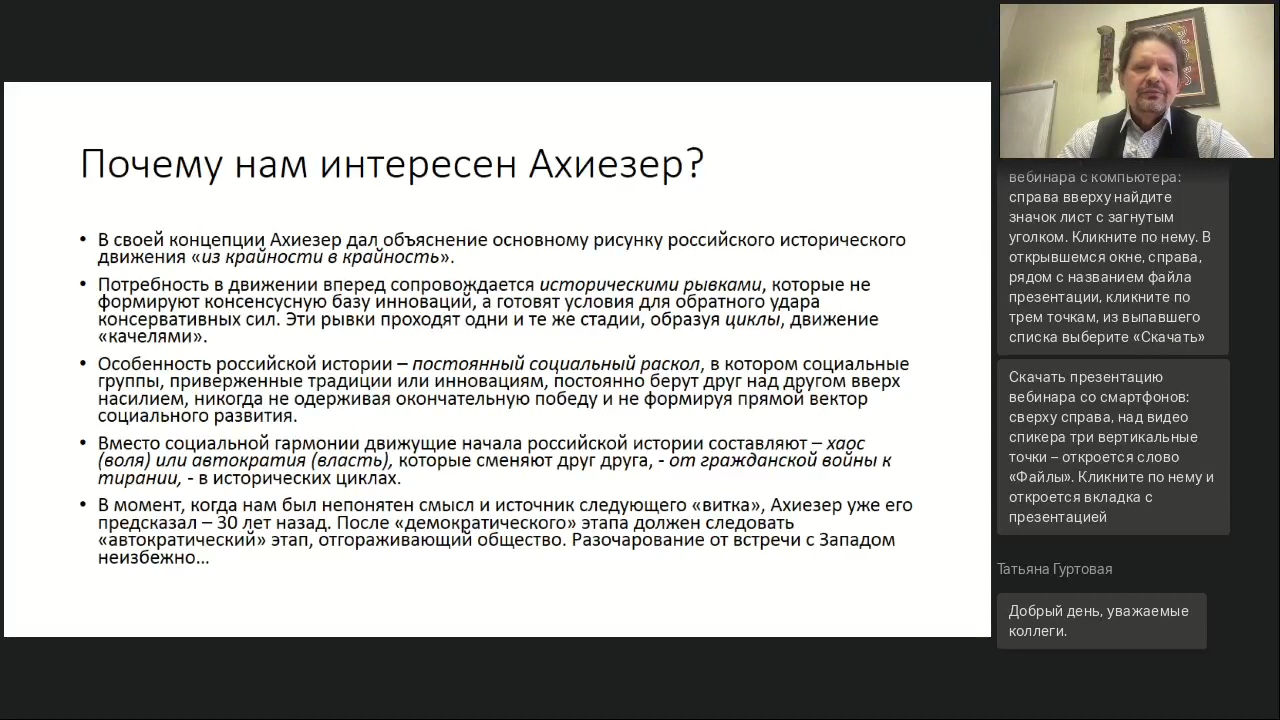 Почему нам интересен Ахиезер?
• В своей концепции Ахиезер дал объяснение основному рисунку российского исторического
движения «из крайности в крайность».
• Потребность в движении вперед сопровождается историческими рывками, которые не
формируют консенсусную базу инноваций, а готовят условия для обратного удара
консервативных сил. Эти рывки проходят одни и те же стадии, образуя циклы, движение
«качелями».
• Особенность российской истории – постоянный социальный раскол, в котором социальные
группы, приверженные традиции или инновациям, постоянно берут друг над другом вверх
насилием, никогда не одерживая окончательную победу и не формируя прямой вектор
социального развития.
• Вместо социальной гармонии движущие начала российской истории составляют – хаос
(воля) или автократия (власть), которые сменяют друг друга, - от гражданской войны к
тирании, - в исторических циклах.
• В момент, когда нам был непонятен смысл и источник следующего «витка», Ахиезер уже его
предсказал – 30 лет назад. После «демократического» этапа должен следовать
«автократический» этап, отгораживающий общество. Разочарование от встречи с Западом
неизбежно...
вебинара с компьютера:
справа вверху найдите
значок лист с загнутым
уголком. Кликните по нему. В
открывшемся окне, справа,
рядом с названием файла
презентации, кликните по
трем точкам, из выпавшего
списка выберите «Скачать»
Скачать презентацию
вебинара со смартфонов:
сверху справа, над видео
спикера три вертикальные
точки – откроется слово
«Файлы». Кликните по нему и
откроется вкладка с
презентацией
Татьяна Гуртовая
Добрый день, уважаемые
коллеги.